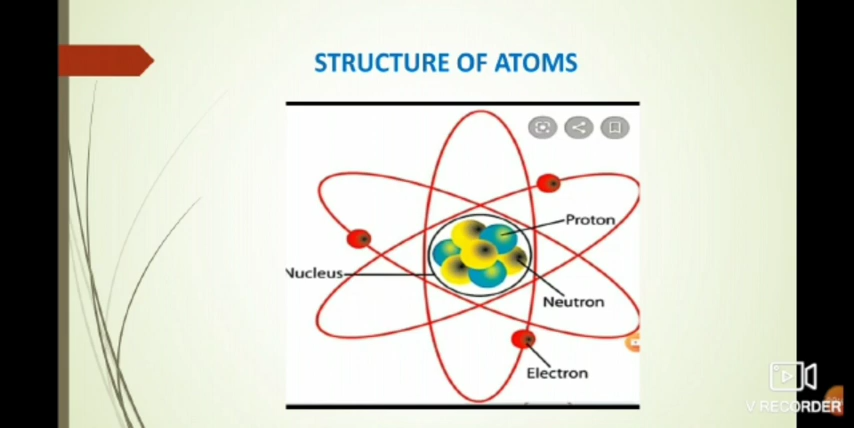 STRUCTURE OF ATOMS
Proton
Nucleus
Neutron
Electron
V RECORDER